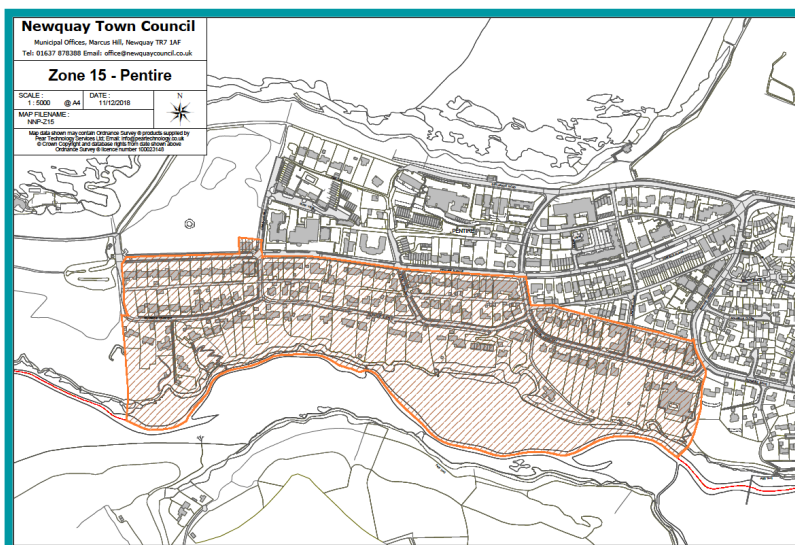 Newquay Town Council
Municipal Offices, Marcus Hill, Newquay TR7 1AF
Tel: 01637 878388 Email: office@newquaycouncil.co.uk
Zone 15 - Pentire
SCALE :
1 : 5000 @ A4
DATE :
11/12/2018
N
MAP FILENAME :
NNP-Z15
Map data shown may contain Ordnance Survey ® products supplied by
Pear Technology Services Ltd; Email: info@peartechnology.co.uk
© Crown Copyright and database rights from date shown above
Ordnance Survey ® licence number 100023148
PENTIRE